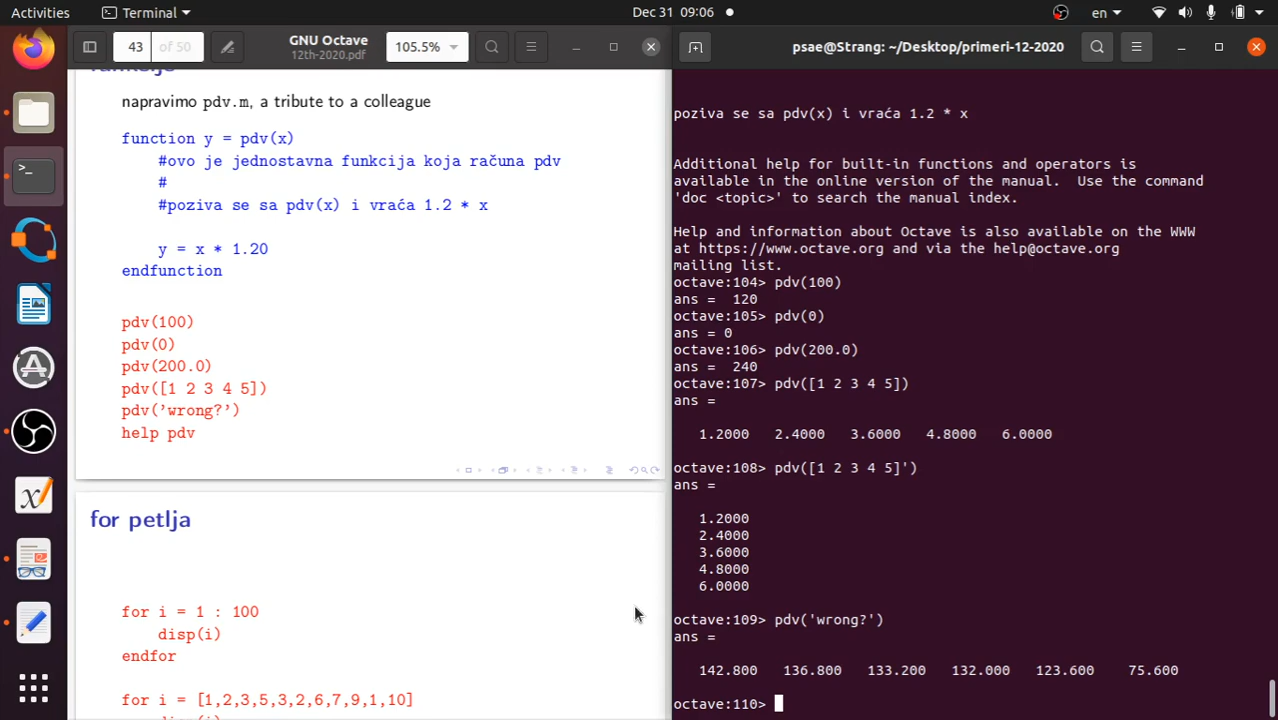 Activities
Terminal
Dec 31 09:06
en
43 of 50
GNU Octave
12th-2020.pdf
105.5%
psae@Strang: ~/Desktop/primeri-12-2020
funkcije
napravimo pdv.m, a tribute to a colleague
function y = pdv(x)
#ovo je jednostavna funkcija koja računa pdv
#
#poziva se sa pdv(x) i vraća 1.2 * x
y = x * 1.20
endfunction
pdv(100)
pdv(0)
pdv(200.0)
pdv([1 2 3 4 5])
pdv('wrong?')
help pdv
for petlja
for i = 1 : 100
disp(i)
endfor
for i = [1,2,3,5,3,2,6,7,9,1,10]
poziva se sa pdv(x) i vraća 1.2 * x
Additional help for built-in functions and operators is
available in the online version of the manual.  Use the command
'doc <topic>' to search the manual index.
Help and information about Octave is also available on the WWW
at https://www.octave.org and via the help@octave.org
mailing list.
octave:104> pdv(100)
ans =  120
octave:105> pdv(0)
ans = 0
octave:106> pdv(200.0)
ans =  240
octave:107> pdv([1 2 3 4 5])
ans =
1.2000   2.4000   3.6000   4.8000   6.0000
octave:108> pdv([1 2 3 4 5]')
ans =
1.2000
2.4000
3.6000
4.8000
6.0000
octave:109> pdv('wrong?')
ans =
142.800   136.800   133.200   132.000   123.600    75.600
octave:110>